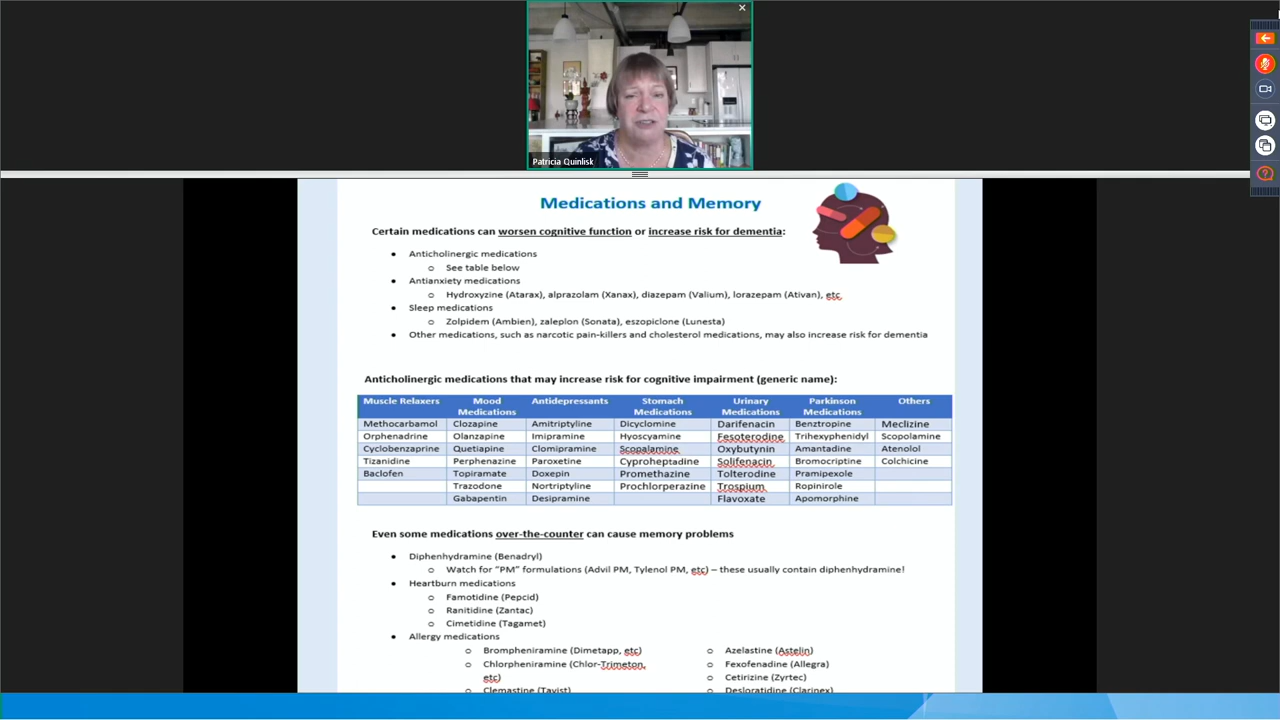 Patricia Quinlisk
Medications and Memory
Certain medications can worsen cognitive function or increase risk for dementia:
• Anticholinergic medications
o See table below
• Antianxiety medications
o Hydroxyzine (Atarax), alprazolam (Xanax), diazepam (Valium), lorazepam (Ativan), etc
• Sleep medications
o Zolpidem (Ambien), zaleplon (Sonata), eszopiclone (Lunesta)
• Other medications, such as narcotic pain-killers and cholesterol medications, may also increase risk for dementia
Anticholinergic medications that may increase risk for cognitive impairment (generic name):
Muscle Relaxers Mood Medications Antidepressants Stomach Medications Urinary Medications Parkinson Medications Others
Methocarbamol Clozapine Amitriptyline Dicyclomine Darifenacin Benztropine Meclizine
Orphenadrine Olanzapine Imipramine Hyoscyamine Fesoterodine Trihexyphenidyl Scopolamine
Cyclobenzaprine Quetiapine Clomipramine Scopalamine Oxybutynin Amantadine Atenolol
Tizanidine Perphenazine Paroxetine Cyproheptadine Solifenacin Bromocriptine Colchicine
Baclofen Topiramate Doxepin Promethazine Tolterodine Pramipexole
Trazodone Nortriptyline Prochlorperazine Trospium Ropinirole
Gabapentin Desipramine Flavoxate Apomorphine
Even some medications over-the-counter can cause memory problems
• Diphenhydramine (Benadryl)
o Watch for "PM" formulations (Advil PM, Tylenol PM, etc) – these usually contain diphenhydramine!
• Heartburn medications
o Famotidine (Pepcid)
o Ranitidine (Zantac)
o Cimetidine (Tagamet)
• Allergy medications
o Brompheniramine (Dimetapp, etc)
o Chlorpheniramine (Chlor-Trimeton,
etc)
o Clemastine (Tavist)
o Azelastine (Astelin)
o Fexofenadine (Allegra)
o Cetirizine (Zyrtec)
o Desloratidine (Clarinex)